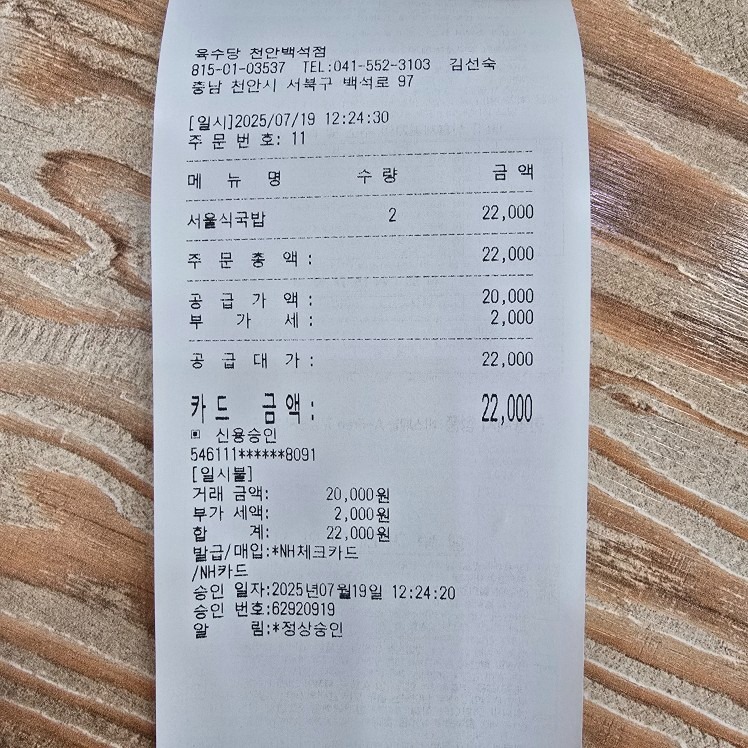 육수당 천안백석점
815-01-03537 TEL:041-552-3103 김선숙
충남 천안시 서북구 백석로 97
[일시]2025/07/19 12:24:30
주 문 번 호: 11
메 뉴 명 수 량 금 액
서울식국밥 2 22,000
주 문 총 액 : 22,000
공 급 가 액 : 20,000
부 가 세 : 2,000
공 급 대 가 : 22,000
카 드 금 액 : 22,000
▣ 신용승인
546111******8091
[일시불]
거래 금액: 20,000원
부가 세액: 2,000원
합 계: 22,000원
발급/매입:*NH체크카드
/NH카드
승인 일자:2025년07월19일 12:24:20
승인 번호:62920919
알 림:*정상승인